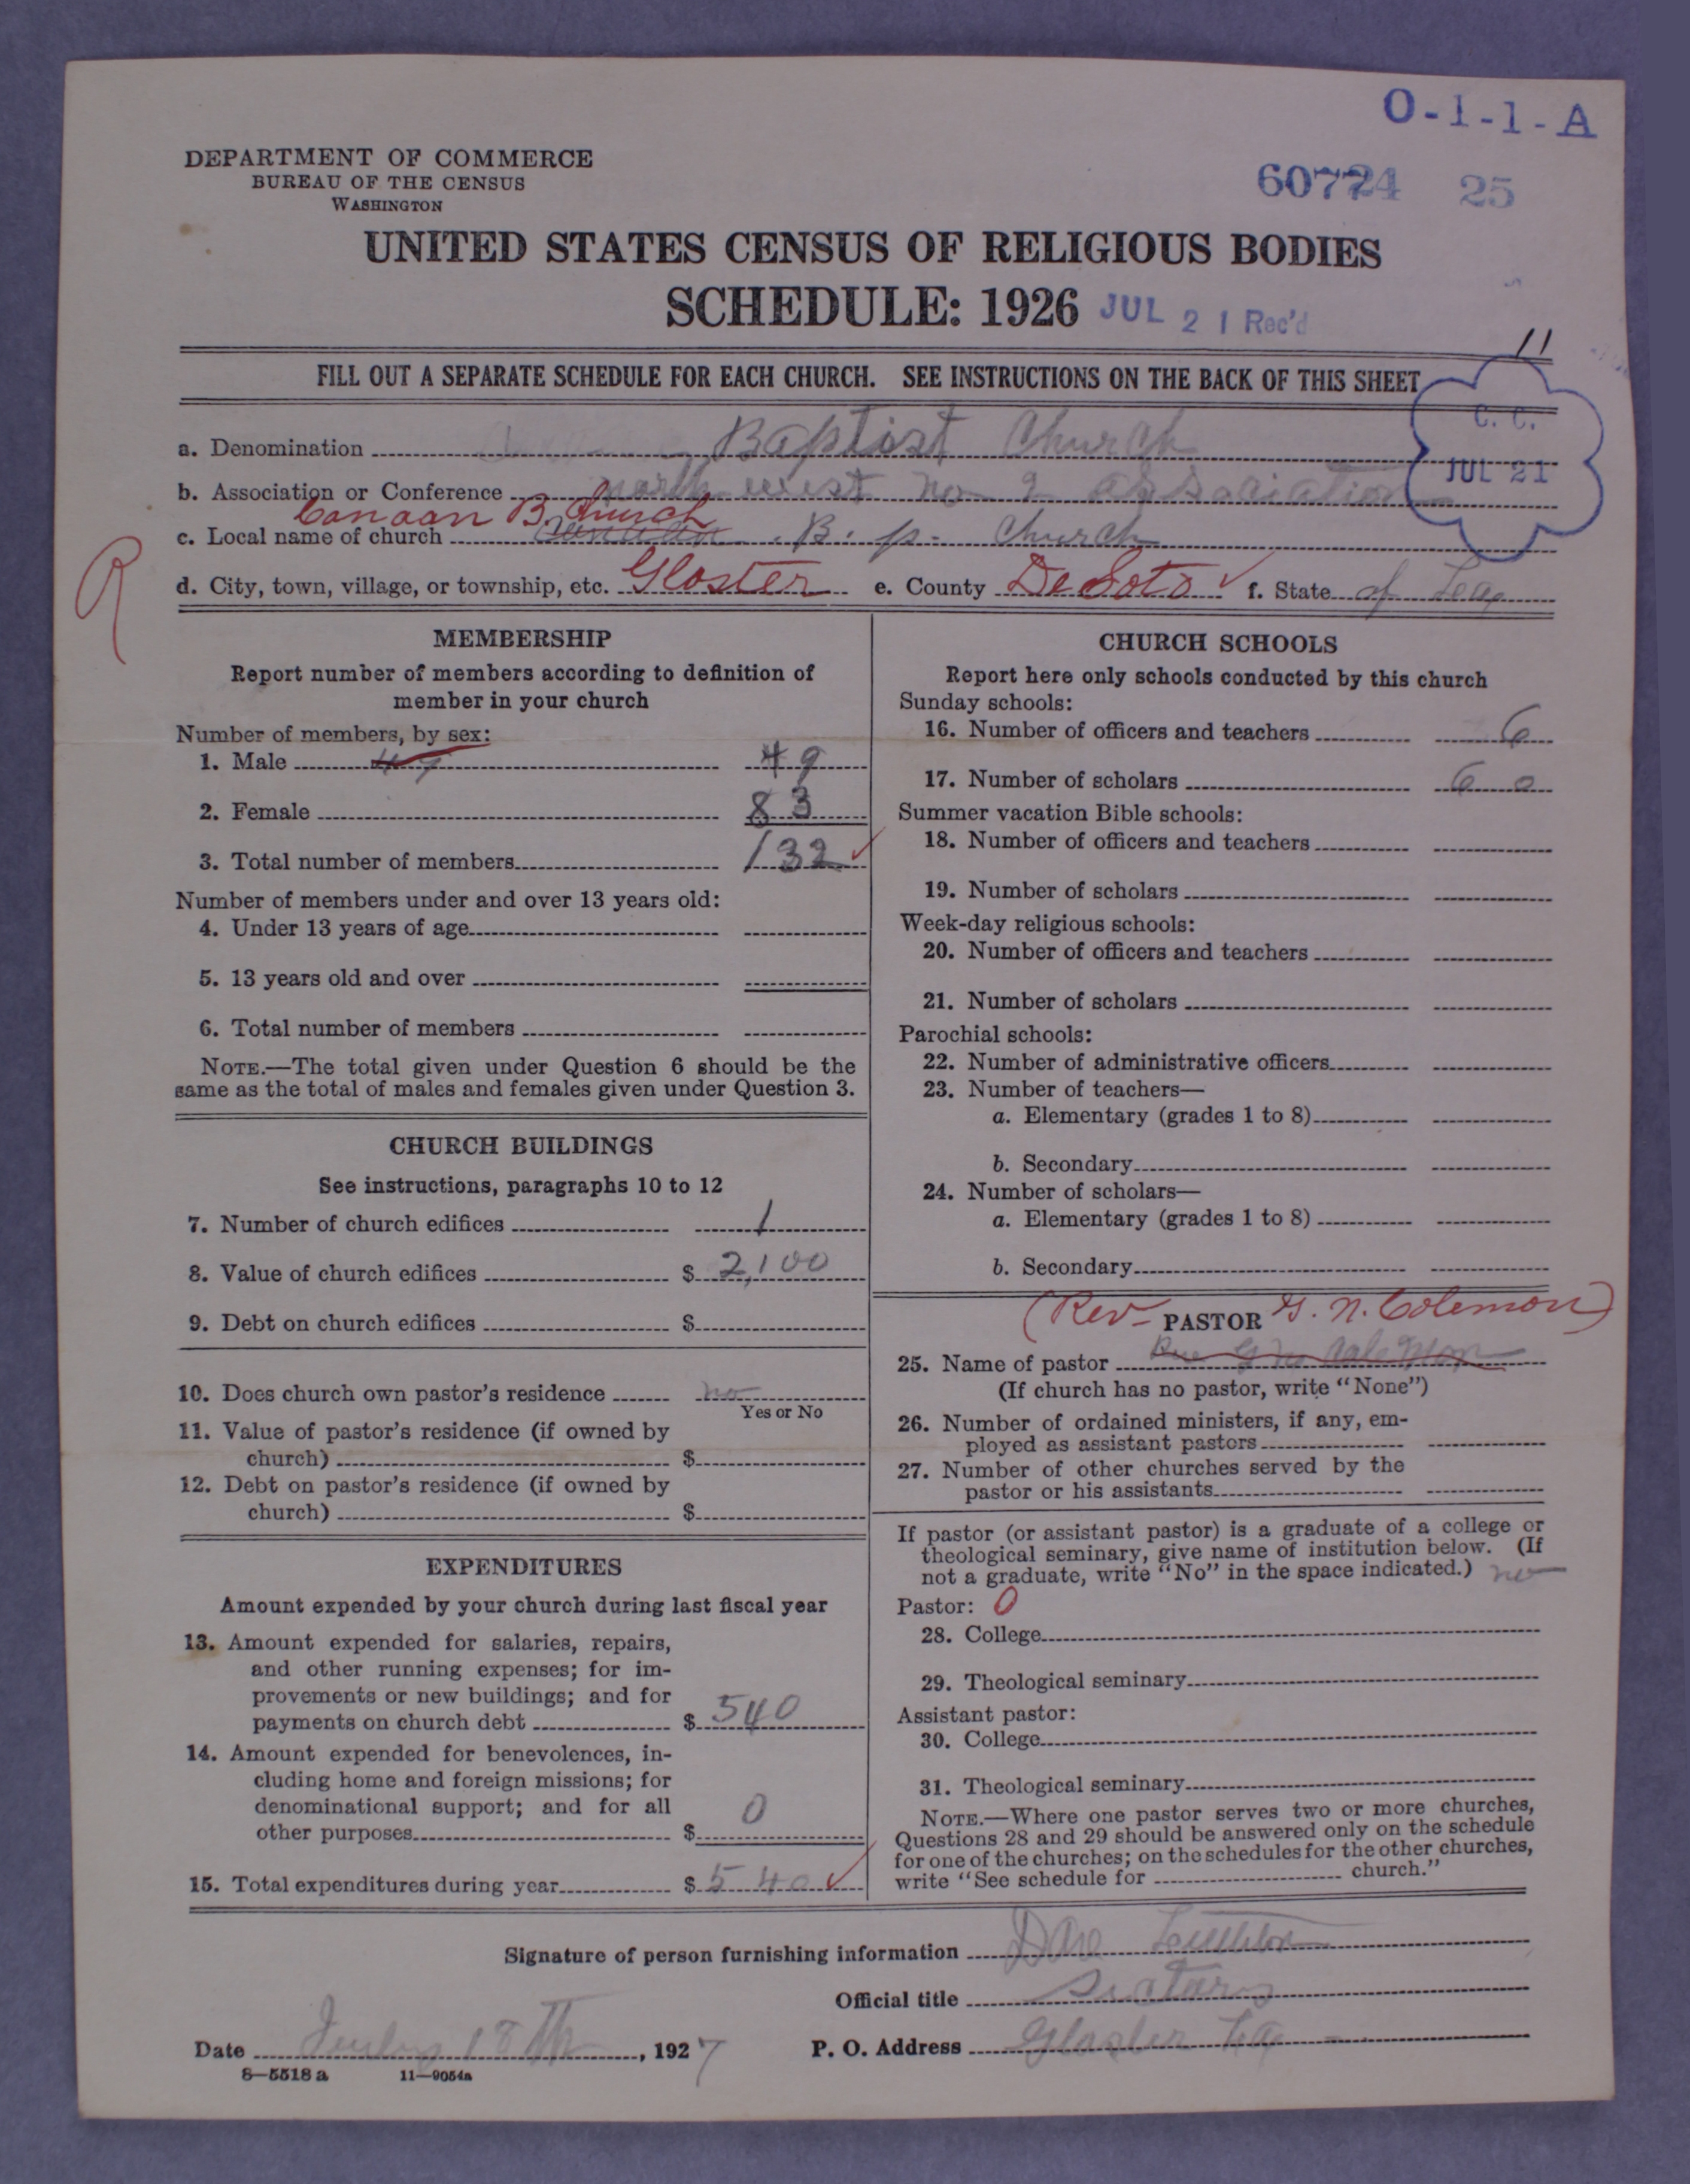 O-1-1-A
DEPARTMENT OF COMMERCE
BUREAU OF THE CENSUS
WASHINGTON
60724 25
UNITED STATES CENSUS OF RELIGIOUS BODIES
SCHEDULE: 1926 JUL 21 Rec'd
11
FILL OUT A SEPARATE SCHEDULE FOR EACH CHURCH. SEE INSTRUCTIONS ON THE BACK OF THIS SHEET
C. C.
JUL 21
a. Denomination Baptist Church
b. Association or Conference north west no 2 association
Canaan B. Church
c. Local name of church B. p. Church
R
d. City, town, village, or township, etc. Gloster e. County De Soto ✓ f. State of La
MEMBERSHIP
Report number of members according to definition of
member in your church
Number of members, by sex:
1. Male 47 49
2. Female 83
3. Total number of members 132 ✓
Number of members under and over 13 years old:
4. Under 13 years of age
5. 13 years old and over
6. Total number of members
NOTE.—The total given under Question 6 should be the
same as the total of males and females given under Question 3.
CHURCH BUILDINGS
See instructions, paragraphs 10 to 12
7. Number of church edifices 1
8. Value of church edifices $ 2,100
9. Debt on church edifices $
10. Does church own pastor's residence no
Yes or No
11. Value of pastor's residence (if owned by
church) $
12. Debt on pastor's residence (if owned by
church) $
EXPENDITURES
Amount expended by your church during last fiscal year
13. Amount expended for salaries, repairs,
and other running expenses; for im-
provements or new buildings; and for
payments on church debt $ 540
14. Amount expended for benevolences, in-
cluding home and foreign missions; for
denominational support; and for all
other purposes $ 0
15. Total expenditures during year $ 540 ✓
CHURCH SCHOOLS
Report here only schools conducted by this church
Sunday schools:
16. Number of officers and teachers 6
17. Number of scholars 60
Summer vacation Bible schools:
18. Number of officers and teachers
19. Number of scholars
Week-day religious schools:
20. Number of officers and teachers
21. Number of scholars
Parochial schools:
22. Number of administrative officers
23. Number of teachers—
a. Elementary (grades 1 to 8)
b. Secondary
24. Number of scholars—
a. Elementary (grades 1 to 8)
b. Secondary
(Rev- PASTOR G. N. Colemon)
25. Name of pastor Rev G N Colemon
(If church has no pastor, write "None")
26. Number of ordained ministers, if any, em-
ployed as assistant pastors
27. Number of other churches served by the
pastor or his assistants
If pastor (or assistant pastor) is a graduate of a college or
theological seminary, give name of institution below. (If
not a graduate, write "No" in the space indicated.) no
Pastor: 0
28. College
29. Theological seminary
Assistant pastor:
30. College
31. Theological seminary
NOTE.—Where one pastor serves two or more churches,
Questions 28 and 29 should be answered only on the schedule
for one of the churches; on the schedules for the other churches,
write "See schedule for church."
Signature of person furnishing information
Official title
Date 18th, 1927 P. O. Address Gloster La
8—5518 a 11—9054a